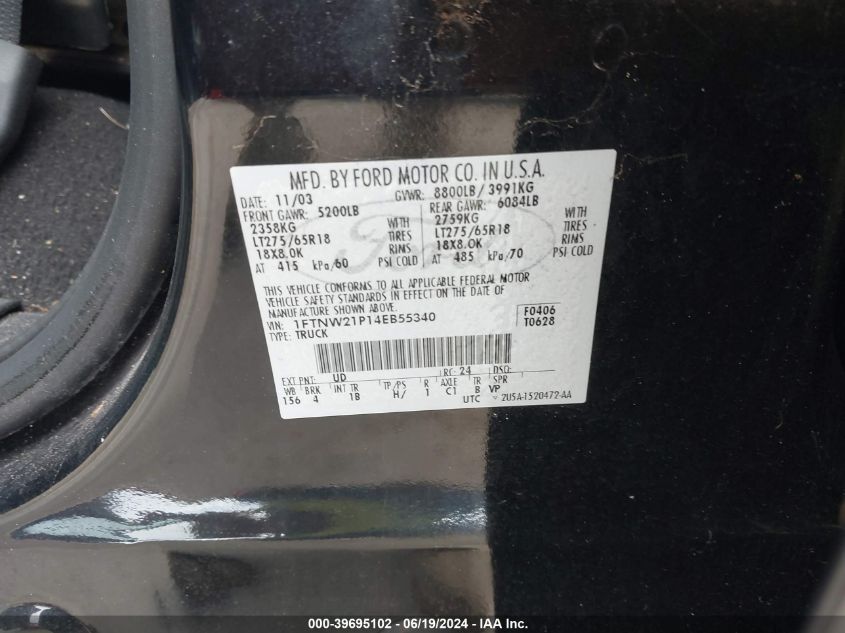 MFD. BY FORD MOTOR CO. IN U.S.A.
DATE: 11/03 GVWR: 8800LB/ 3991KG
FRONT GAWR: 5200LB REAR GAWR: 6084LB
2358KG WITH 2759KG WITH
LT275/65R18 TIRES LT275/65R18 TIRES
18X8.0K RIMS 18X8.0K RIMS
AT 415 kPa/60 PSI COLD AT 485 kPa/70 PSI COLD
THIS VEHICLE CONFORMS TO ALL APPLICABLE FEDERAL MOTOR
VEHICLE SAFETY STANDARDS IN EFFECT ON THE DATE OF
MANUFACTURE SHOWN ABOVE.
VIN: 1FTNW21P14EB55340 F0406
TYPE: TRUCK T0628
EXT PNT: UD RC: 24 DSO:
WB BRK INT TR TP/PS R AXLE TR SPR
156 4 1B H/ 1 C1 B VP
UTC 2U5A-1520472-AA
Ford
000-39695102 - 06/19/2024 - IAA Inc.